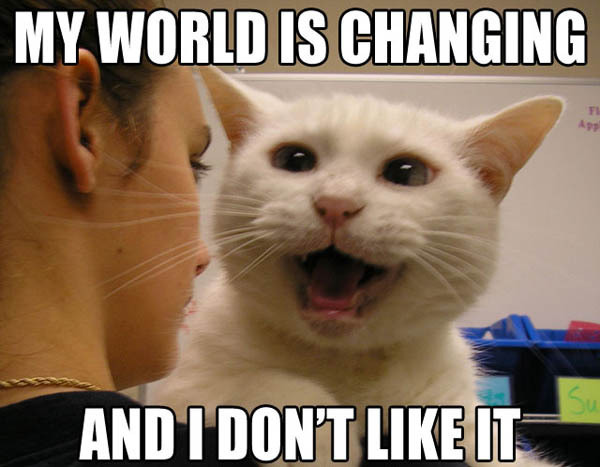 MY WORLD IS CHANGING
AND I DON'T LIKE IT